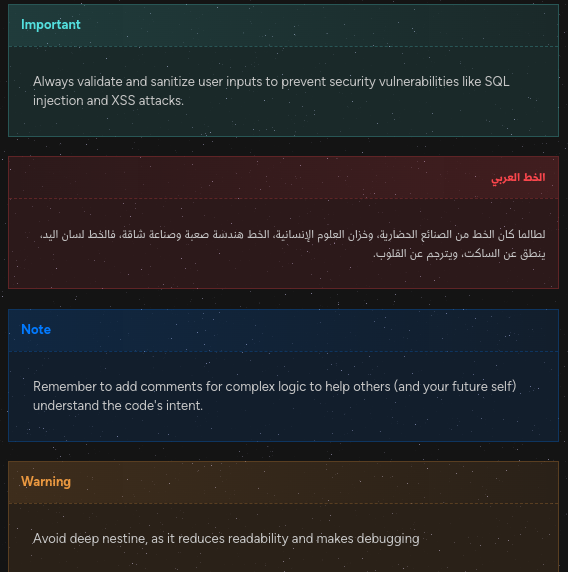 Important
Always validate and sanitize user inputs to prevent security vulnerabilities like SQL
injection and XSS attacks.
الخط العربي
لطالما كان الخط من الصنائع الحضارية، وخزان العلوم الإنسانية، الخط هندسة صعبة وصناعة شاقة، فالخط لسان اليد،
ينطق عن الساكت، ويترجم عن القلوب.
Note
Remember to add comments for complex logic to help others (and your future self)
understand the code's intent.
Warning
Avoid deep nestine, as it reduces readability and makes debugging